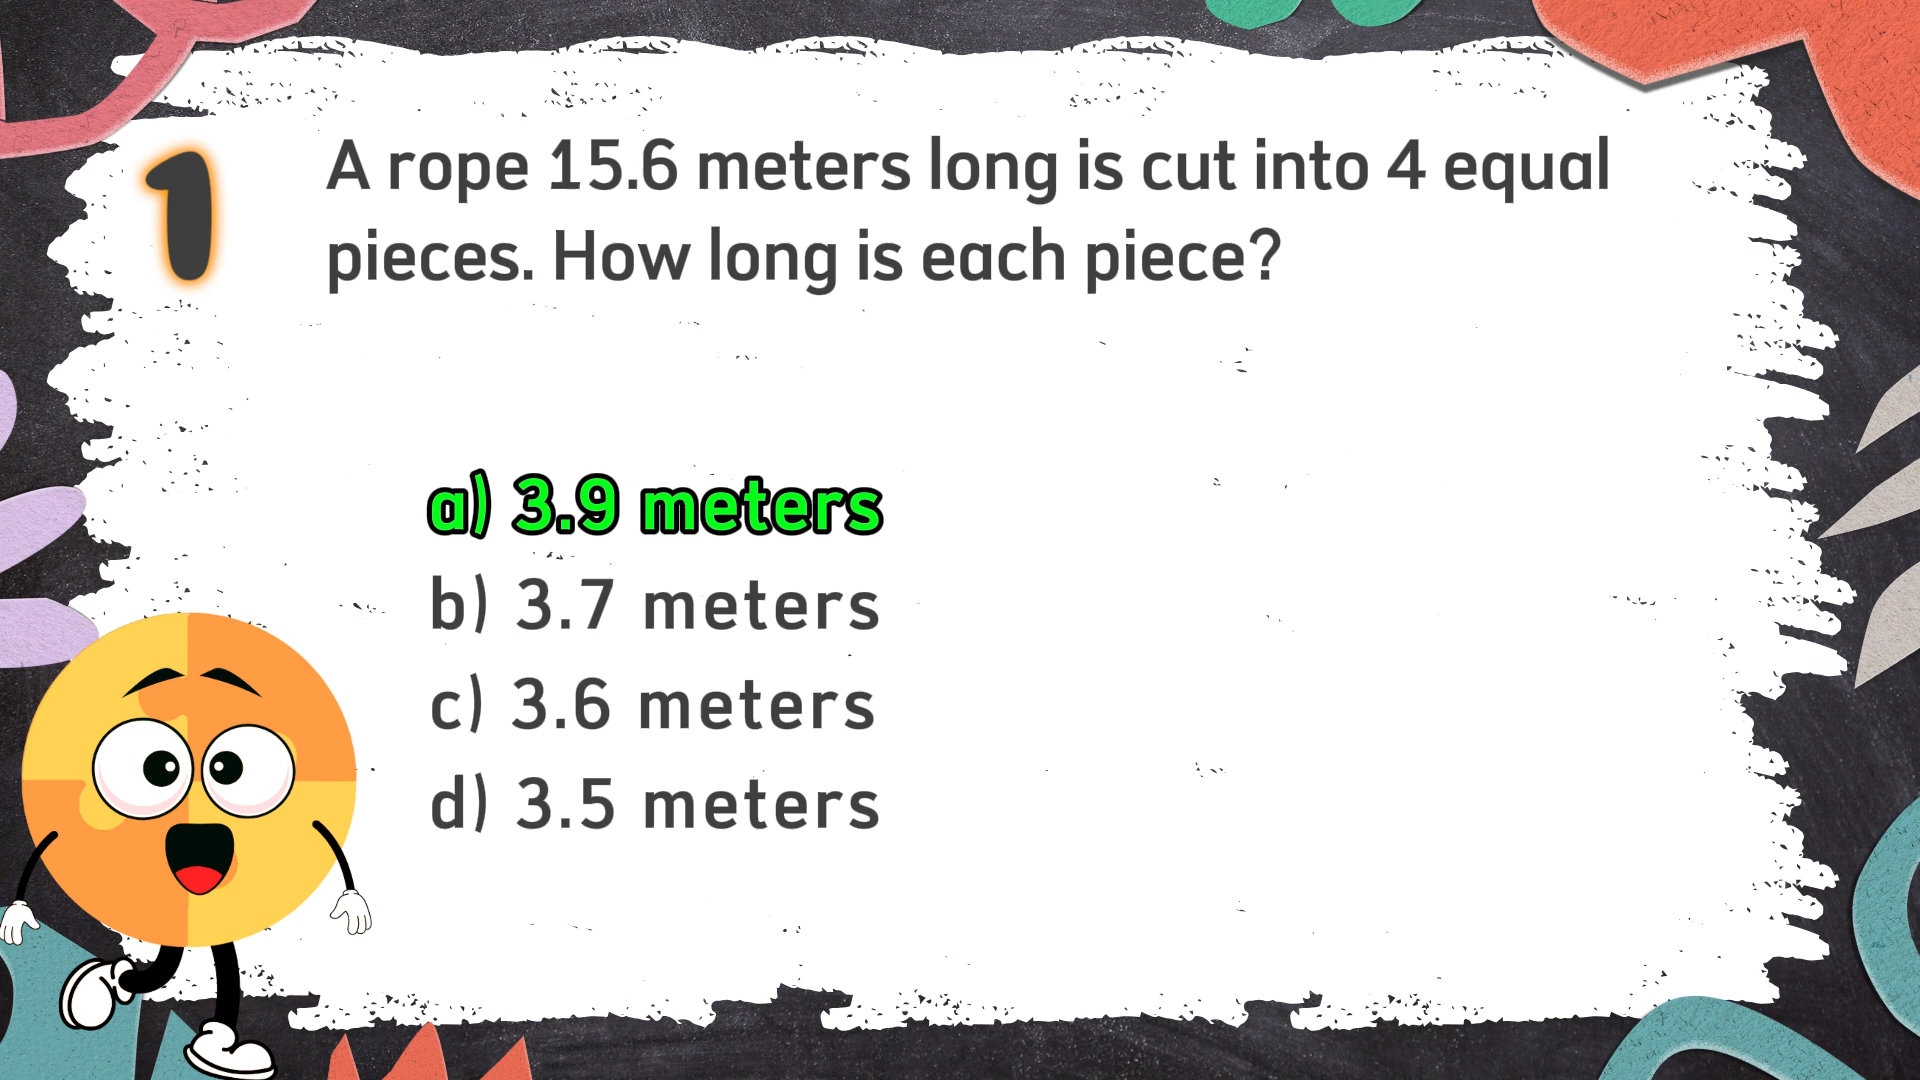 1
A rope 15.6 meters long is cut into 4 equal
pieces. How long is each piece?
a) 3.9 meters
b) 3.7 meters
c) 3.6 meters
d) 3.5 meters